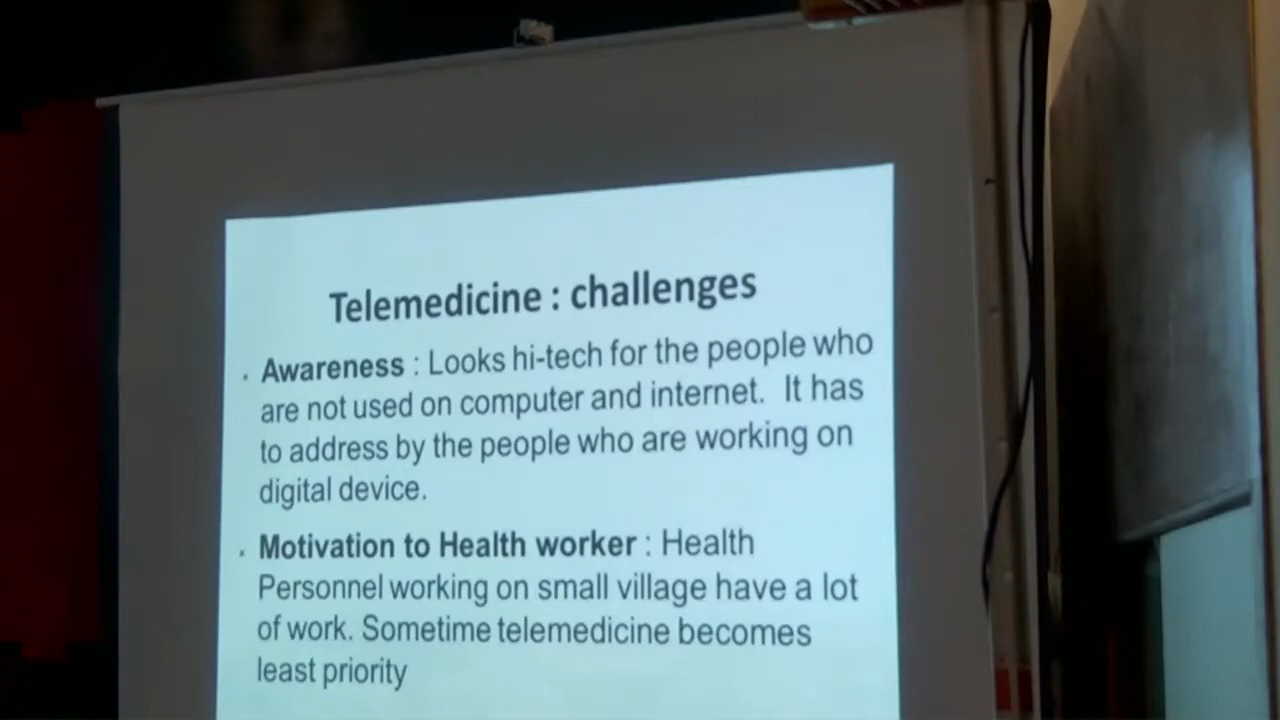 Telemedicine : challenges
. Awareness : Looks hi-tech for the people who
are not used on computer and internet. It has
to address by the people who are working on
digital device.
. Motivation to Health worker : Health
Personnel working on small village have a lot
of work. Sometime telemedicine becomes
least priority